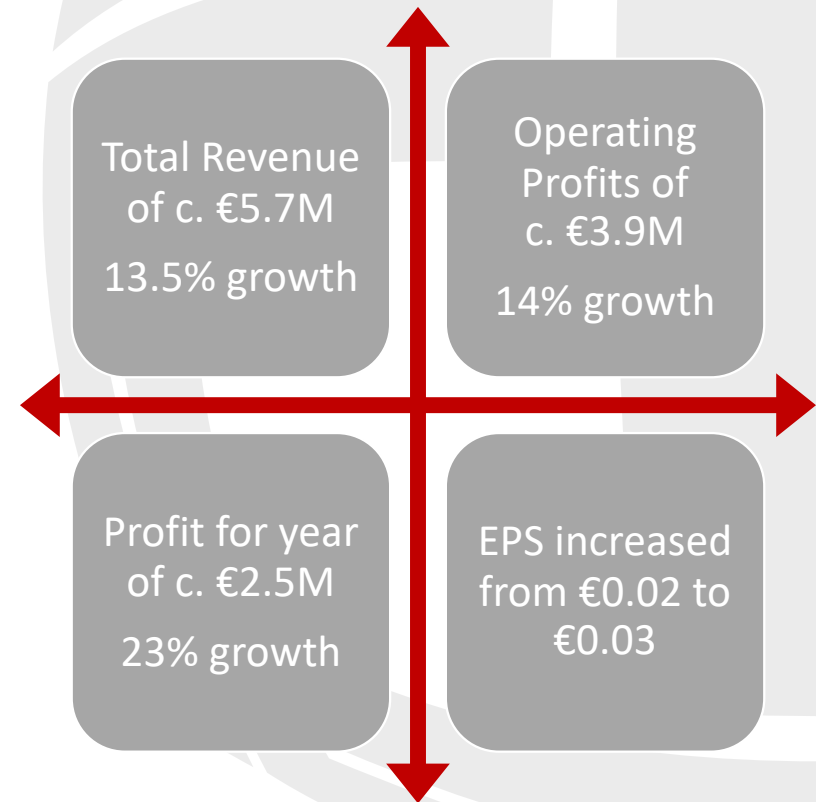 Total Revenue
of c. €5.7M
13.5% growth
Operating
Profits of
c. €3.9M
14% growth
Profit for year
of c. €2.5M
23% growth
EPS increased
from €0.02 to
€0.03